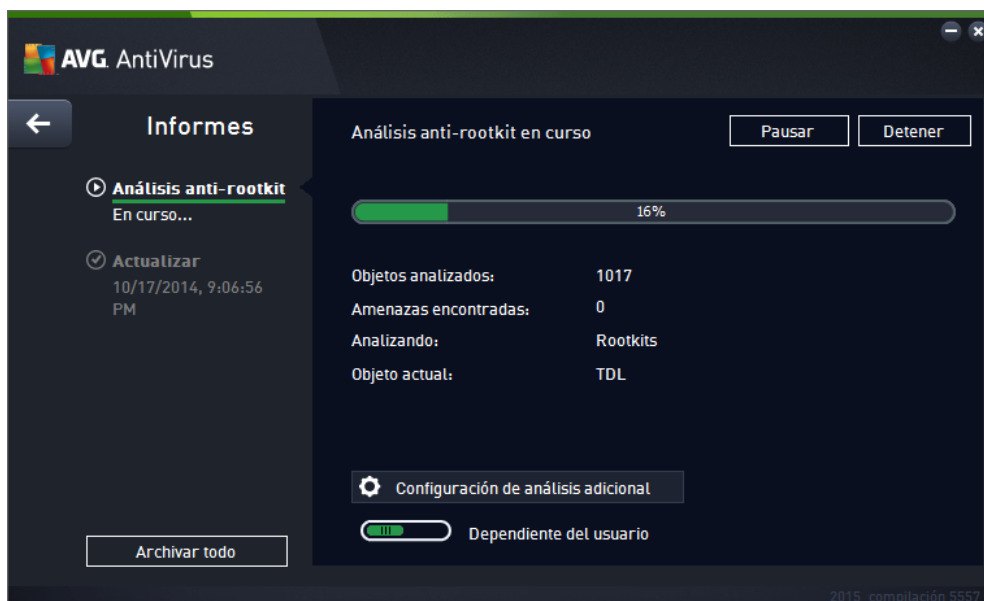 AVG. AntiVirus
Informes
Análisis anti-rootkit
En curso...
Actualizar
10/17/2014, 9:06:56
PM
Archivar todo
Análisis anti-rootkit en curso
Pausar
Detener
16%
Objetos analizados: 1017
Amenazas encontradas: 0
Analizando: Rootkits
Objeto actual: TDL
Configuración de análisis adicional
Dependiente del usuario
2015 compilación 5557